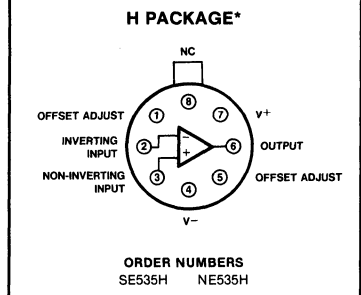 H PACKAGE*
NC
8
OFFSET ADJUST 1 7 V+
INVERTING
INPUT
2 - 6 OUTPUT
+
NON-INVERTING
INPUT
3 5 OFFSET ADJUST
4
V-
ORDER NUMBERS
SE535H NE535H